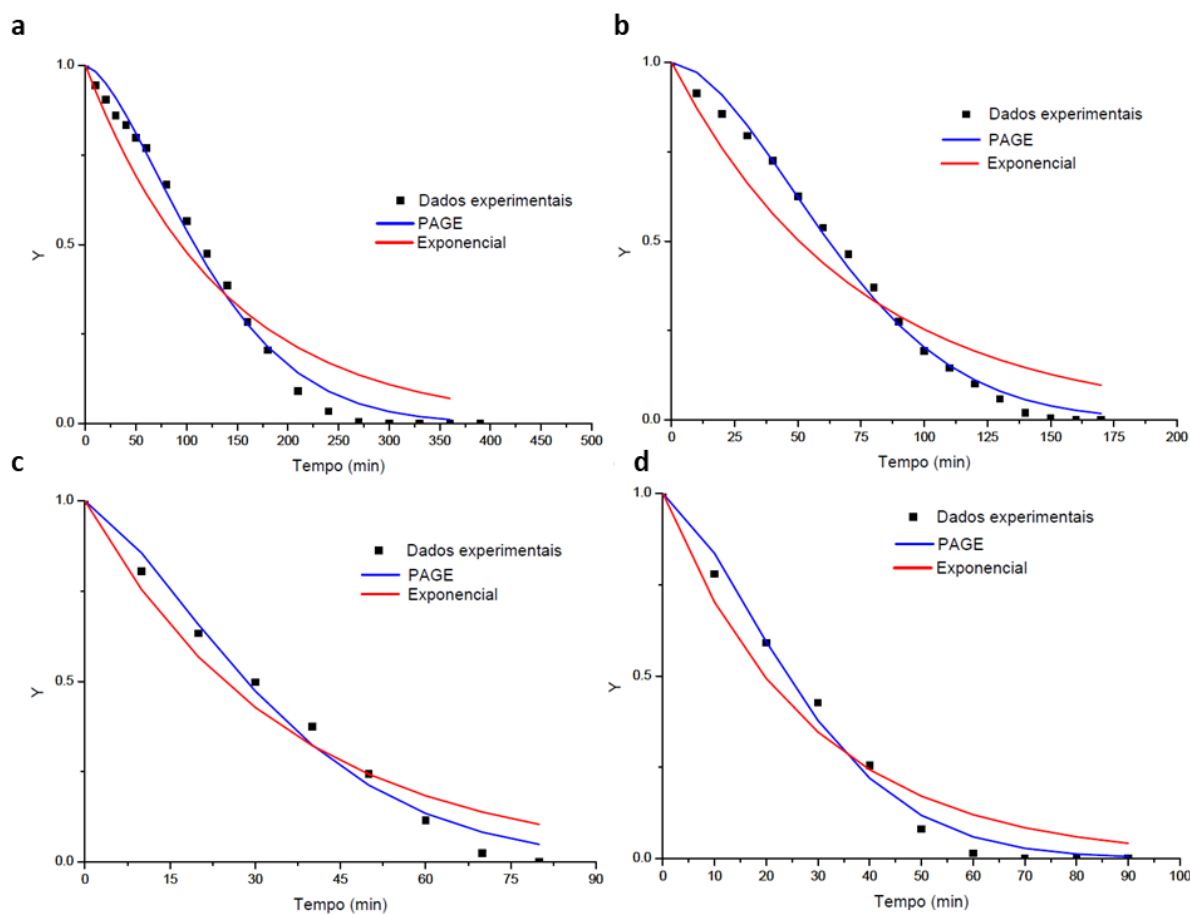 a
1.0
0.5
0.0
Y
Dados experimentais
PAGE
Exponencial
0 50 100 150 200 250 300 350 400 450 500
Tempo (min)
b
1.0
0.5
0.0
Y
Dados experimentais
PAGE
Exponencial
0 25 50 75 100 125 150 175 200
Tempo (min)
c
1.0
0.5
0.0
Y
Dados experimentais
PAGE
Exponencial
0 15 30 45 60 75 90
Tempo (min)
d
1.0
0.5
0.0
Y
Dados experimentais
PAGE
Exponencial
0 10 20 30 40 50 60 70 80 90 100
Tempo (min)